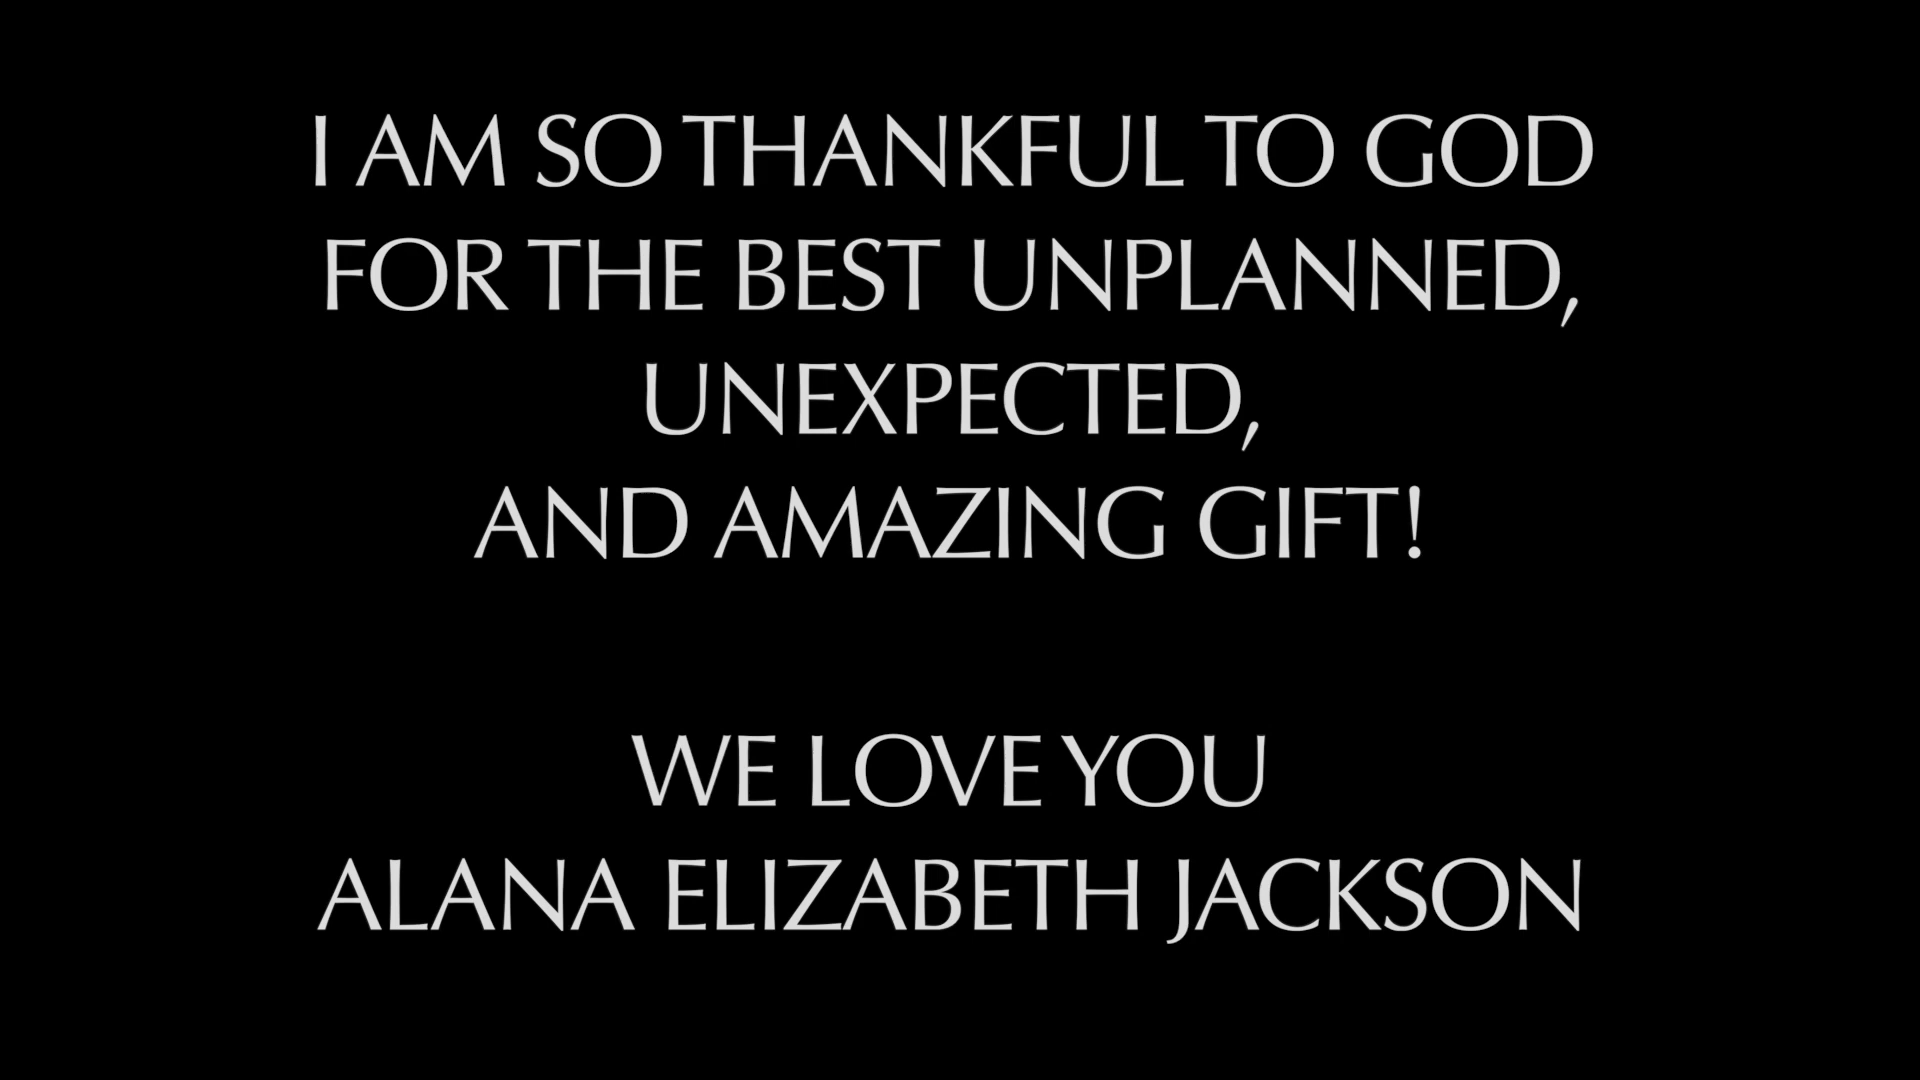 I AM SO THANKFUL TO GOD
FOR THE BEST UNPLANNED,
UNEXPECTED,
AND AMAZING GIFT!
WE LOVE YOU
ALANA ELIZABETH JACKSON